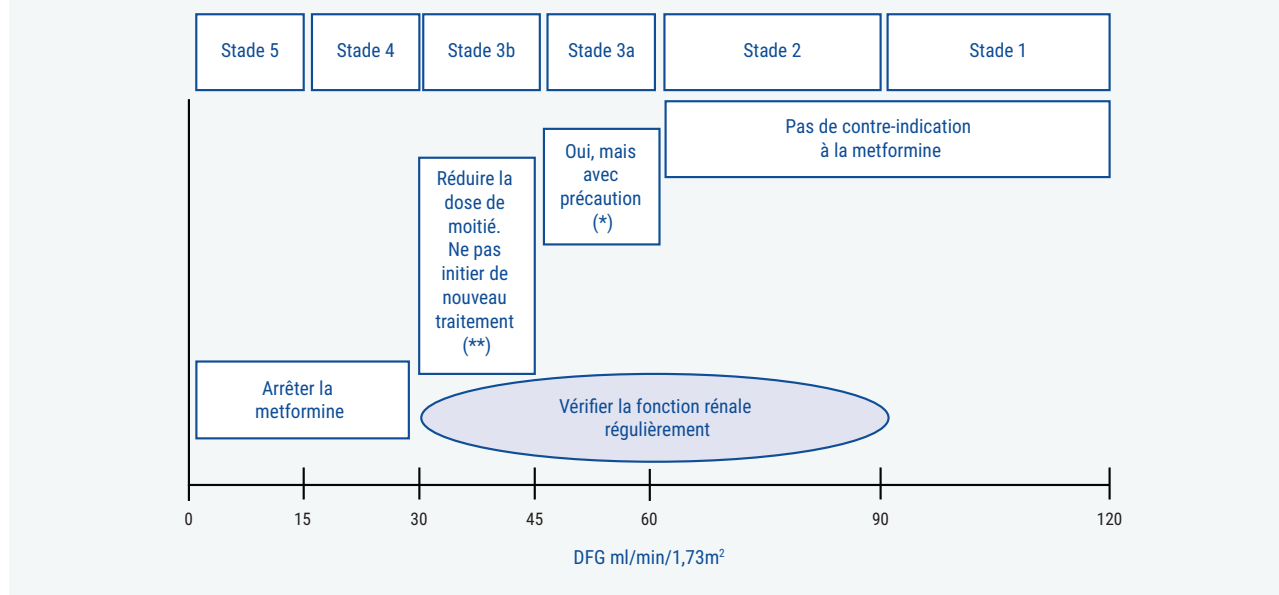 Stade 5
Stade 4
Stade 3b
Stade 3a
Stade 2
Stade 1
Pas de contre-indication
à la metformine
Oui, mais
avec
précaution
(*)
Réduire la
dose de
moitié.
Ne pas
initier de
nouveau
traitement
(**)
Arrêter la
metformine
Vérifier la fonction rénale
régulièrement
0
15
30
45
60
90
120
DFG ml/min/1,73m²